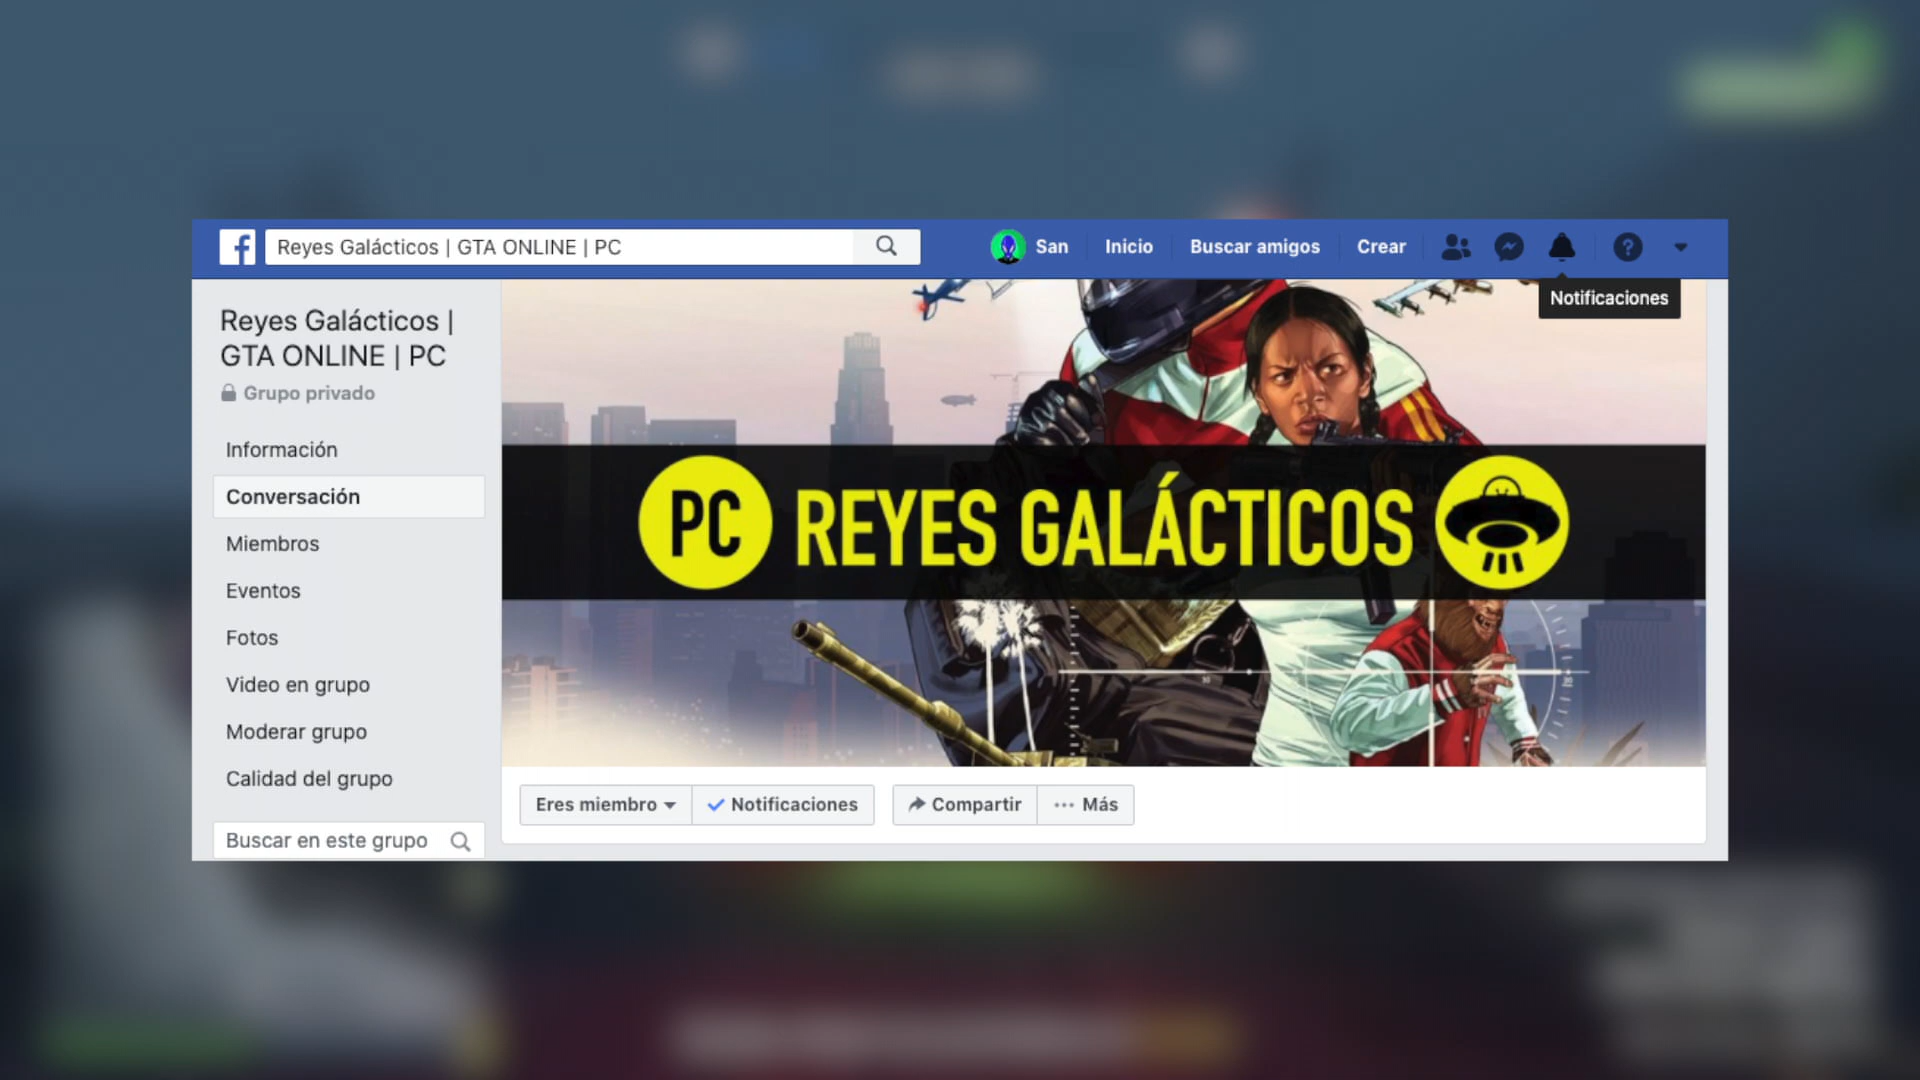 Reyes Galácticos | GTA ONLINE | PC
San
Inicio
Buscar amigos
Crear
Notificaciones
Reyes Galácticos |
GTA ONLINE | PC
Grupo privado
Información
Conversación
Miembros
Eventos
Fotos
Video en grupo
Moderar grupo
Calidad del grupo
Buscar en este grupo
PC REYES GALÁCTICOS
Eres miembro
Notificaciones
Compartir
Más